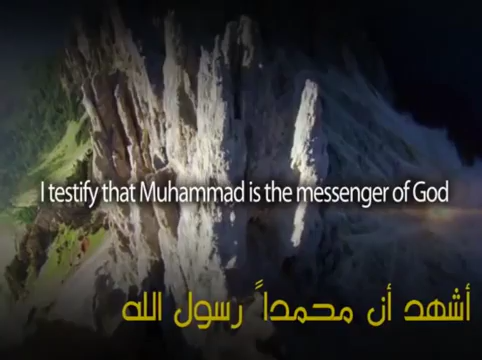 I testify that Muhammad is the messenger of God
أشهد أن محمداً رسول الله